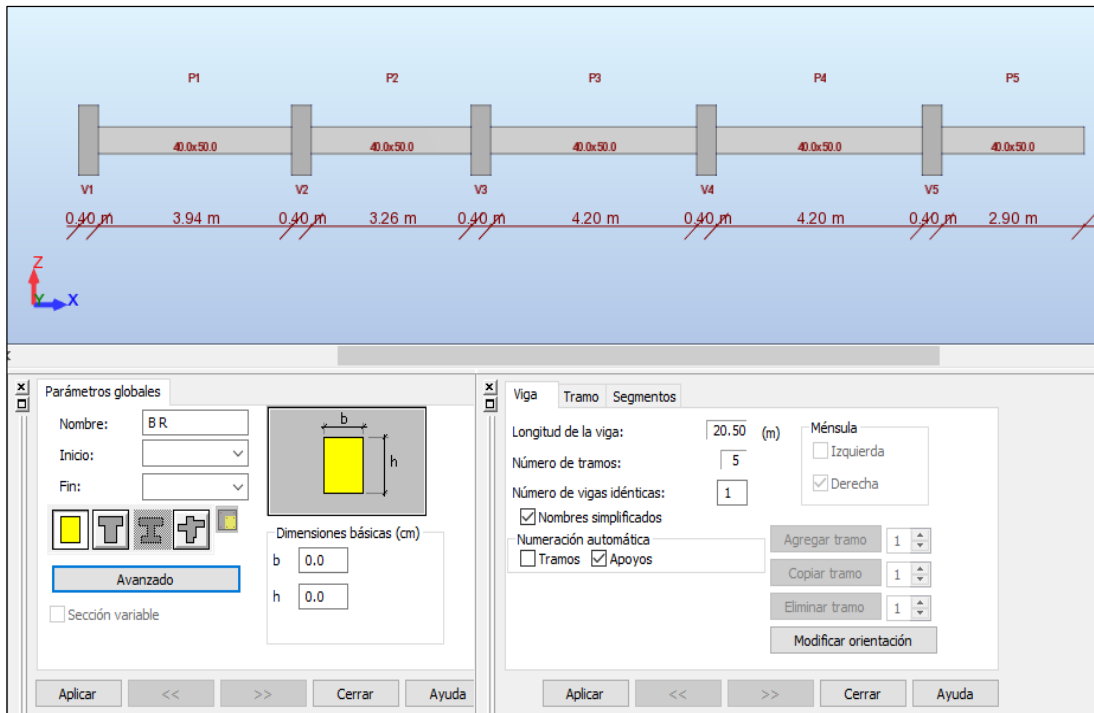 P1 P2 P3 P4 P5
40.0x50.0 40.0x50.0 40.0x50.0 40.0x50.0 40.0x50.0
V1 V2 V3 V4 V5
0.40 m 3.94 m 0.40 m 3.26 m 0.40 m 4.20 m 0.40 m 4.20 m 0.40 m 2.90 m
Z
Y X
Parámetros globales
Nombre: B R
Inicio:
Fin:
b
h
Dimensiones básicas (cm)
b 0.0
h 0.0
Avanzado
Sección variable
Aplicar << >> Cerrar Ayuda
Viga Tramo Segmentos
Longitud de la viga: 20.50 (m)
Número de tramos: 5
Número de vigas idénticas: 1
Nombres simplificados
Numeración automática
Tramos Apoyos
Ménsula
Izquierda
Derecha
Agregar tramo 1
Copiar tramo 1
Eliminar tramo 1
Modificar orientación
Aplicar << >> Cerrar Ayuda